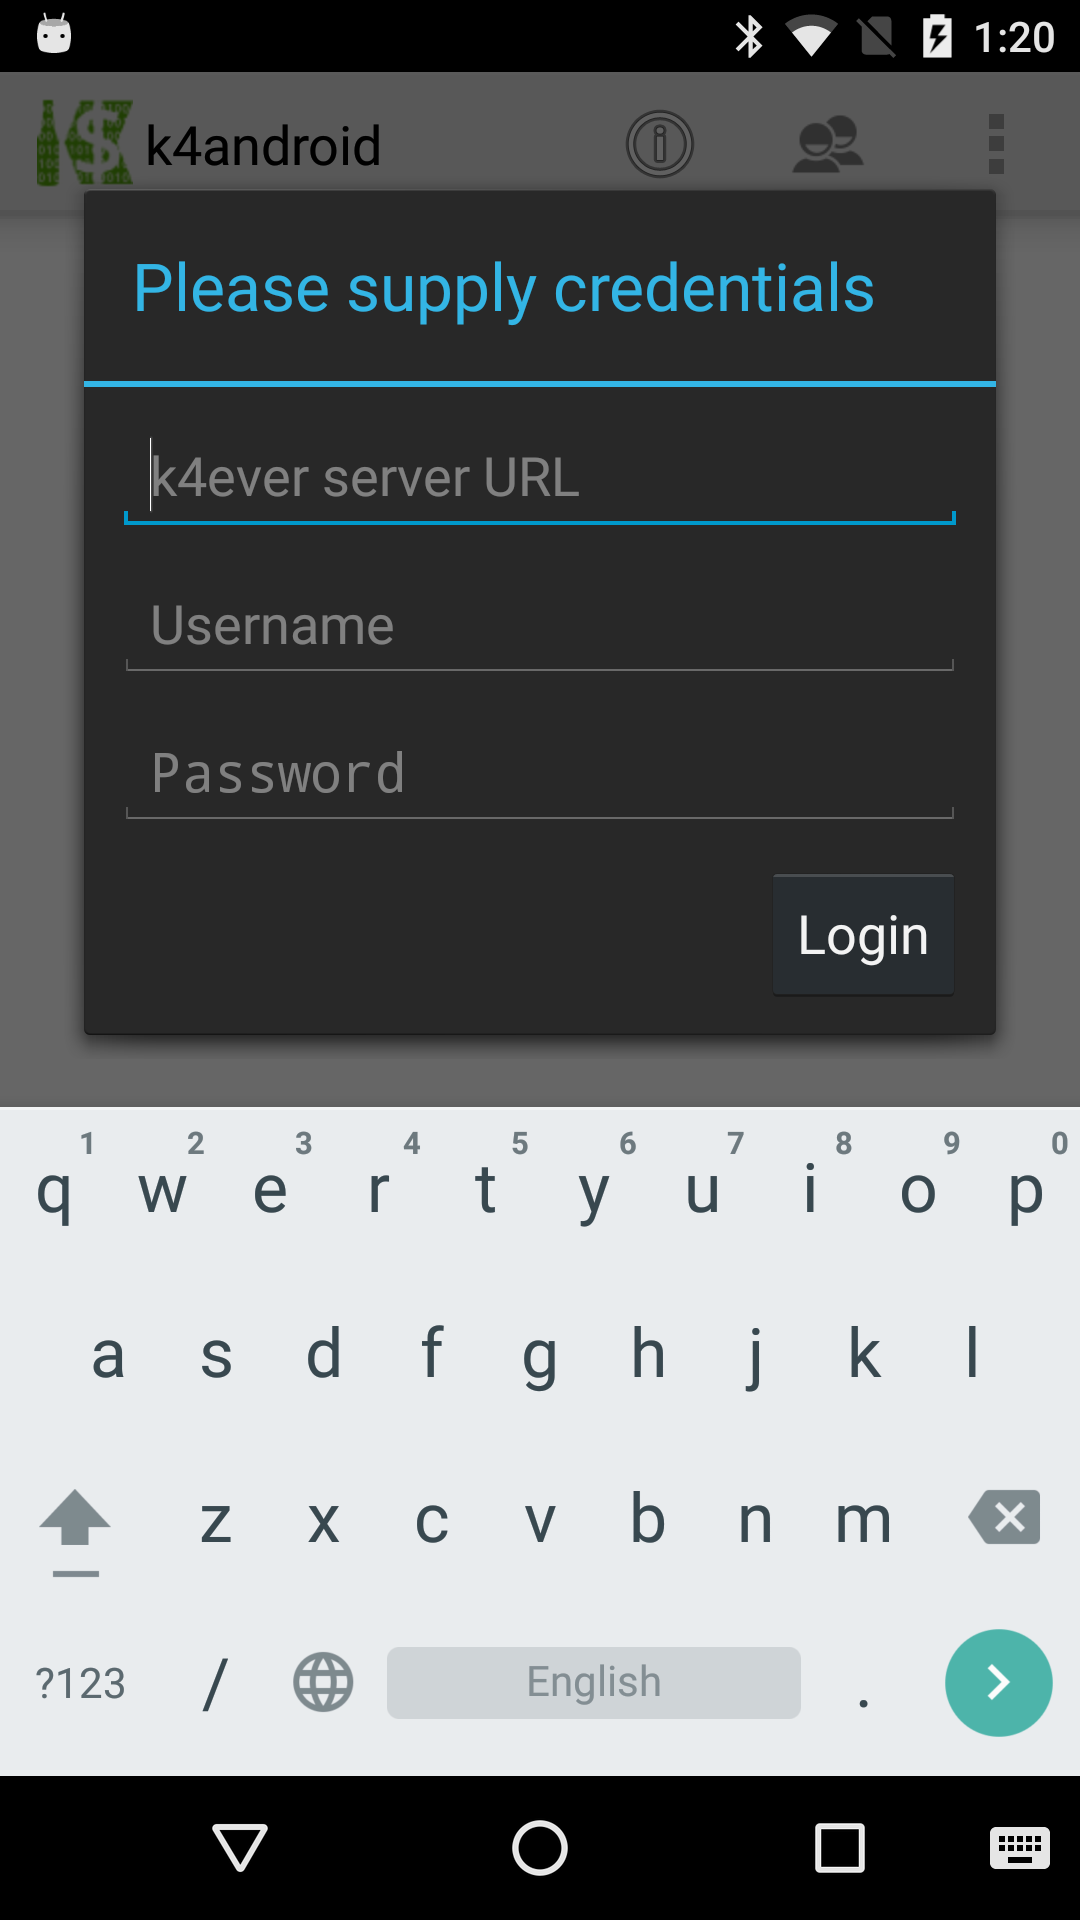 1:20
k4android
Please supply credentials
k4ever server URL
Username
Password
Login
1 2 3 4 5 6 7 8 9 0
q w e r t y u i o p
a s d f g h j k l
z x c v b n m
?123 / English .